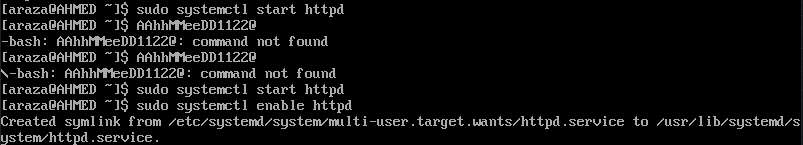 [araza@AHMED ~]$ sudo systemctl start httpd
[araza@AHMED ~]$ AAhhMMeeDD1122@
-bash: AAhhMMeeDD1122@: command not found
[araza@AHMED ~]$ AAhhMMeeDD1122@
\-bash: AAhhMMeeDD1122@: command not found
[araza@AHMED ~]$ sudo systemctl start httpd
[araza@AHMED ~]$ sudo systemctl enable httpd
Created symlink from /etc/systemd/system/multi-user.target.wants/httpd.service to /usr/lib/systemd/s
ystem/httpd.service.